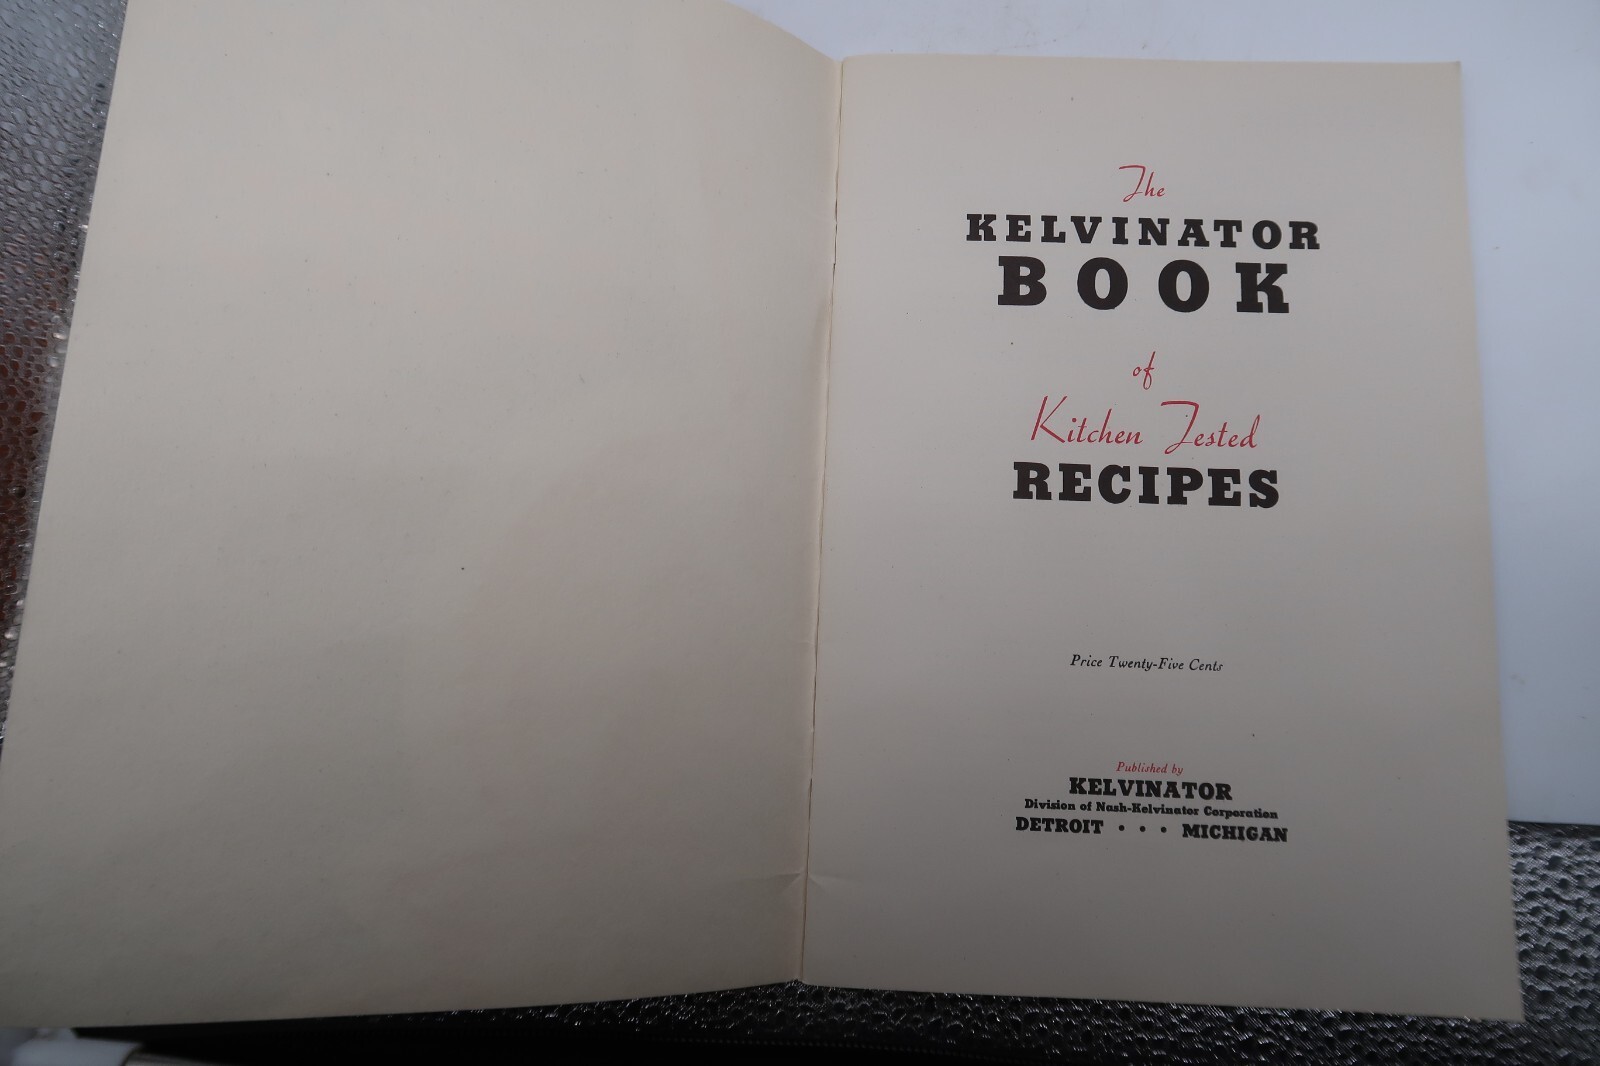 The
KELVINATOR
BOOK
of
Kitchen Tested
RECIPES
Price Twenty-Five Cents
Published by
KELVINATOR
Division of Nash-Kelvinator Corporation
DETROIT • • • MICHIGAN